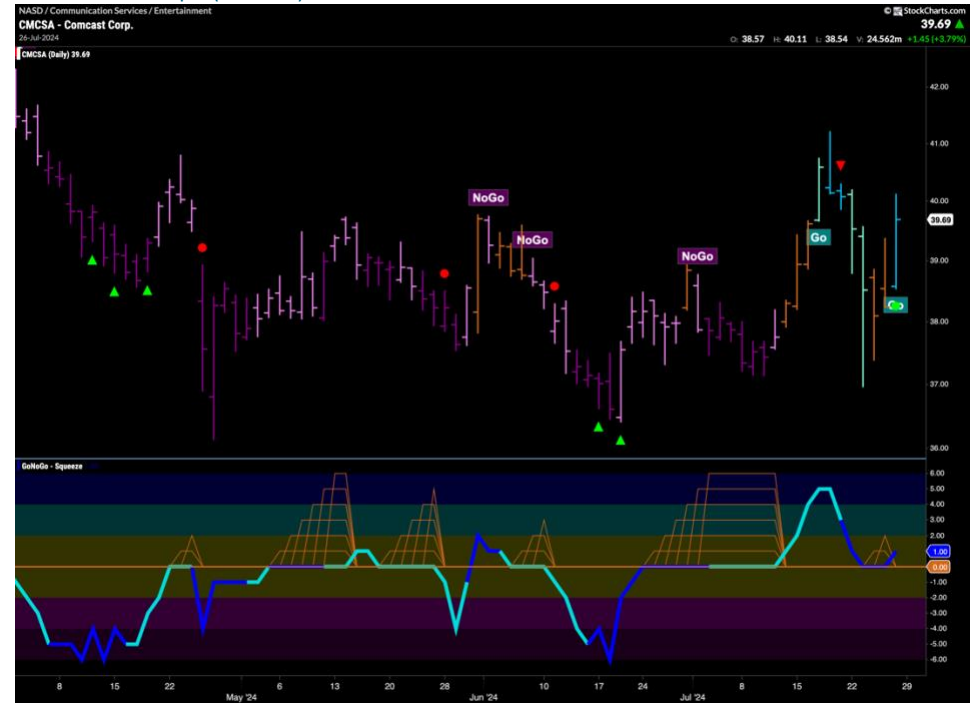 NASD / Communication Services / Entertainment
© StockCharts.com
CMCSA - Comcast Corp.
39.69
26-Jul-2024
O: 38.57 H: 40.11 L: 38.54 V: 24.562m +1.45 (+3.79%)
CMCSA (Daily) 39.69
42.00
41.00
40.00
39.69
39.00
38.00
37.00
36.00
NoGo
NoGo
NoGo
Go
Go
GoNoGo - Squeeze
6.00
5.00
4.00
3.00
2.00
1.00
0.00
-1.00
-2.00
-3.00
-4.00
-5.00
-6.00
8 15 22 May '24 6 13 20 28 Jun '24 10 17 24 Jul '24 8 15 22 29